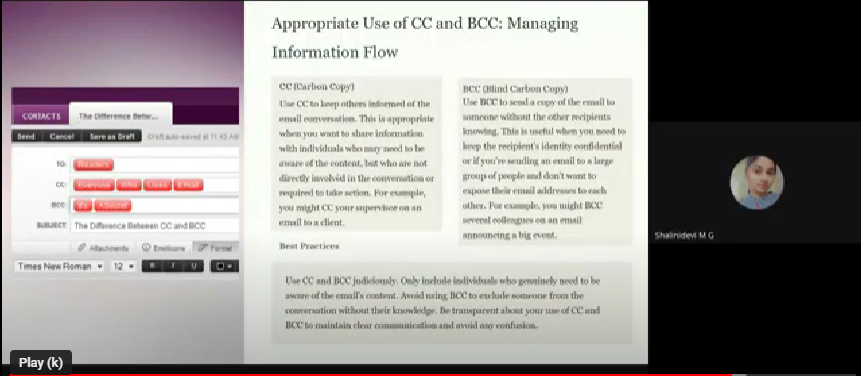 Appropriate Use of CC and BCC: Managing
Information Flow
CONTACTS
The Difference Betw...
Send
Cancel
Save as Draft
Craft auto-saved at 11:42 AM
TO:
Readers
CC:
Everyone
Who
Uses
Email
BCC:
It's
A Secret
SUBJECT:
The Difference Between CC and BCC
Attachments
Emoticons
Format
Times New Roman
12
B
I
U
CC (Carbon Copy)
Use CC to keep others informed of the
email conversation. This is appropriate
when you want to share information
with individuals who may need to be
aware of the content, but who are not
directly involved in the conversation or
required to take action. For example,
you might CC your supervisor on an
email to a client.
BCC (Blind Carbon Copy)
Use BCC to send a copy of the email to
someone without the other recipients
knowing. This is useful when you need to
keep the recipient's identity confidential
or if you're sending an email to a large
group of people and don't want to
expose their email addresses to each
other. For example, you might BCC
several colleagues on an email
announcing a big event.
Best Practices
Use CC and BCC judiciously. Only include individuals who genuinely need to be
aware of the email's content. Avoid using BCC to exclude someone from the
conversation without their knowledge. Be transparent about your use of CC and
BCC to maintain clear communication and avoid any confusion.
Shalinidevi M G
Play (k)